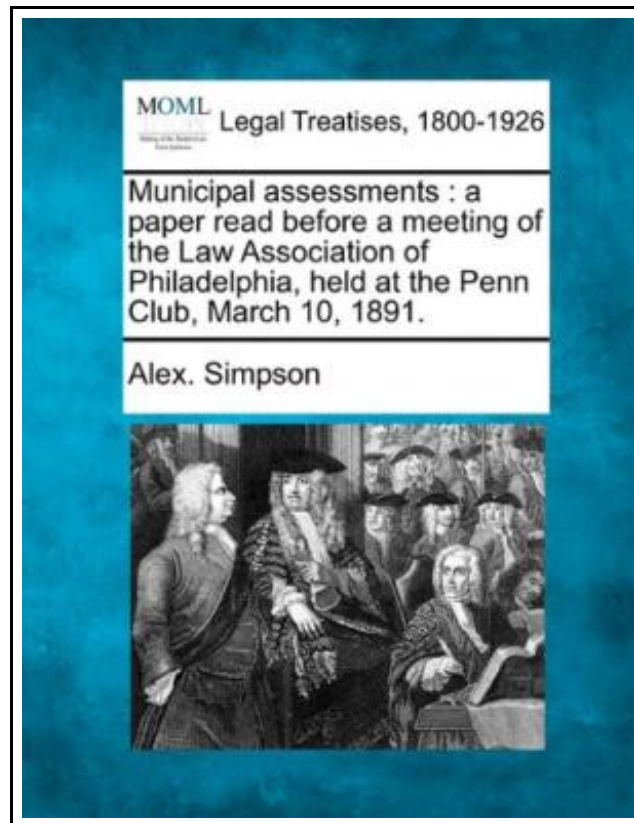 MOML
Legal Treatises, 1800-1926
Municipal assessments : a
paper read before a meeting of
the Law Association of
Philadelphia, held at the Penn
Club, March 10, 1891.
Alex. Simpson